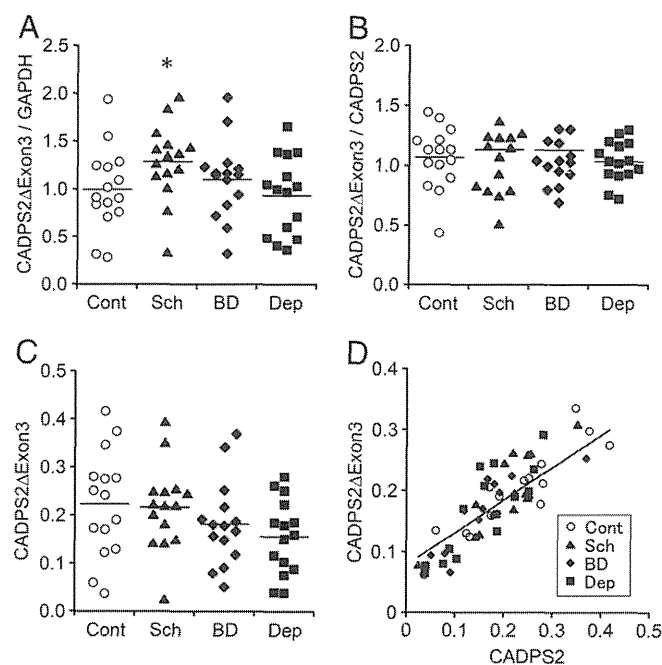 A
CADPS2ΔExon3 / GAPDH
2.5
2.0
1.5
1.0
0.5
0.0
*
Cont Sch BD Dep
B
CADPS2ΔExon3 / CADPS2
2.0
1.5
1.0
0.5
0.0
Cont Sch BD Dep
C
CADPS2ΔExon3
0.5
0.4
0.3
0.2
0.1
0.0
Cont Sch BD Dep
D
CADPS2ΔExon3
0.4
0.3
0.2
0.1
0
0 0.1 0.2 0.3 0.4 0.5
CADPS2
Cont
Sch
BD
Dep